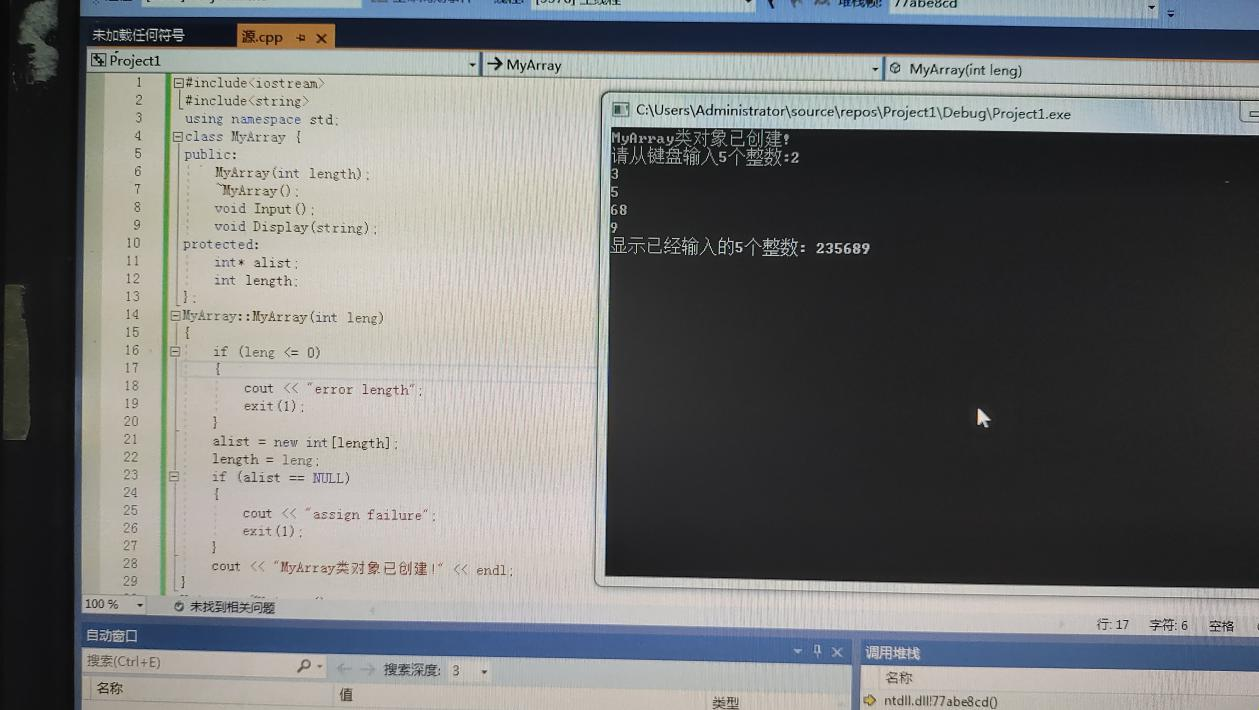 77abe8cd
未加载任何符号
源.cpp
Project1
MyArray
MyArray(int leng)
1 #include<iostream>
2 #include<string>
3 using namespace std;
4 class MyArray {
5 public:
6 MyArray(int length);
7 ~MyArray();
8 void Input();
9 void Display(string);
10 protected:
11 int* alist;
12 int length;
13 };
14 MyArray::MyArray(int leng)
15 {
16 if (leng <= 0)
17 {
18 cout << "error length";
19 exit(1);
20 }
21 alist = new int[length];
22 length = leng;
23 if (alist == NULL)
24 {
25 cout << "assign failure";
26 exit(1);
27 }
28 cout << "MyArray类对象已创建!" << endl;
29 }
C:\Users\Administrator\source\repos\Project1\Debug\Project1.exe
MyArray类对象已创建!
请从键盘输入5个整数:2
3
5
68
9
显示已经输入的5个整数: 235689
100 %
未找到相关问题
行: 17 字符: 6 空格
自动窗口
搜索(Ctrl+E)
搜索深度: 3
名称 值 类型
调用堆栈
名称
ntdll.dll!77abe8cd()